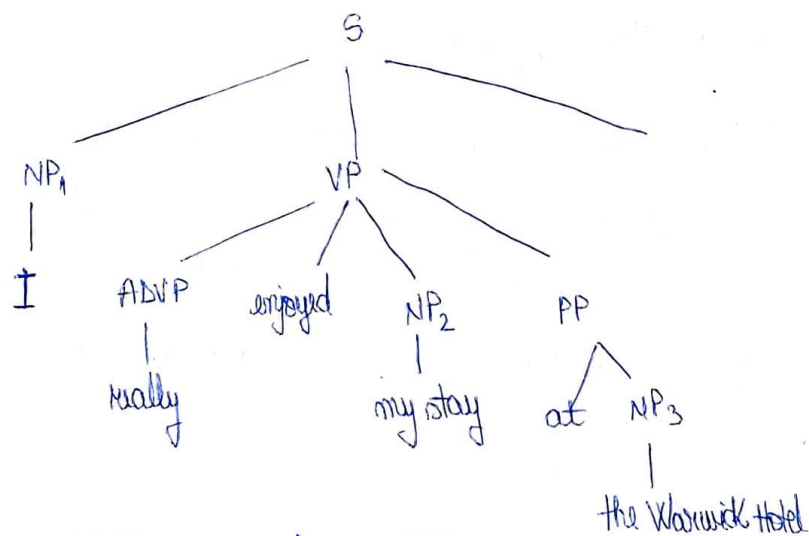 S
NP₁ VP
I ADVP enjoyed NP₂ PP
really my stay at NP₃
the Warwick Hotel